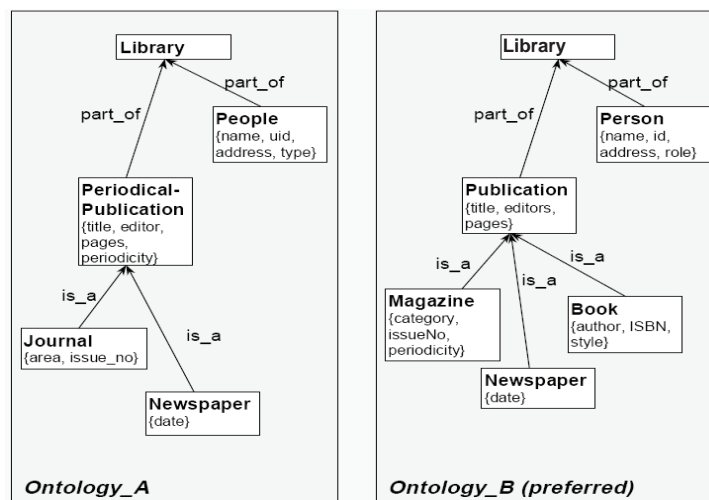 Library
part_of
part_of
People
{name, uid,
address, type}
Periodical-
Publication
{title, editor,
pages,
periodicity}
is_a
is_a
Journal
{area, issue_no}
Newspaper
{date}
Ontology_A
Library
part_of
part_of
Person
{name, id,
address, role}
Publication
{title, editors,
pages}
is_a
is_a
is_a
Magazine
{category,
issueNo,
periodicity}
Book
{author, ISBN,
style}
Newspaper
{date}
Ontology_B (preferred)